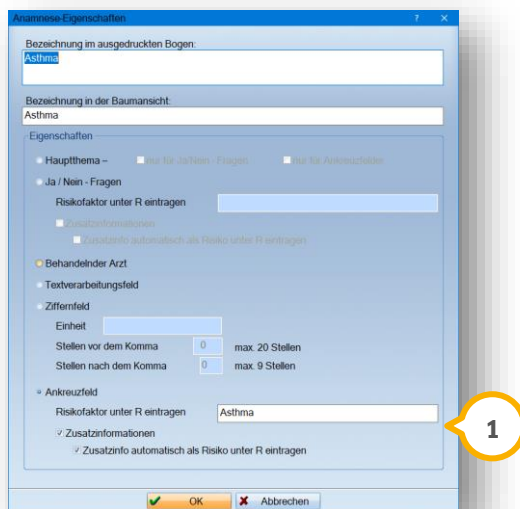 Anamnese-Eigenschaften ? ×
Bezeichnung im ausgedruckten Bogen:
Asthma
Bezeichnung in der Baumansicht:
Asthma
Eigenschaften
Hauptthema – nur für Ja/Nein - Fragen nur für Ankreuzfelder
Ja / Nein - Fragen
Risikofaktor unter R eintragen
Zusatzinformationen
Zusatzinfo automatisch als Risiko unter R eintragen
Behandelnder Arzt
Textverarbeitungsfeld
Ziffernfeld
Einheit
Stellen vor dem Komma 0 max. 20 Stellen
Stellen nach dem Komma 0 max. 9 Stellen
Ankreuzfeld
Risikofaktor unter R eintragen Asthma
1
Zusatzinformationen
Zusatzinfo automatisch als Risiko unter R eintragen
OK Abbrechen